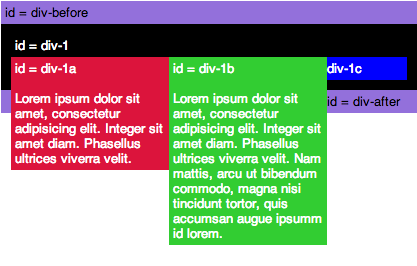 id = div-before
id = div-1
id = div-1a
Lorem ipsum dolor sit
amet, consectetur
adipisicing elit. Integer sit
amet diam. Phasellus
ultrices viverra velit.
id = div-1b
Lorem ipsum dolor sit
amet, consectetur
adipisicing elit. Integer sit
amet diam. Phasellus
ultrices viverra velit. Nam
mattis, arcu ut bibendum
commodo, magna nisi
tincidunt tortor, quis
accumsan augue ipsumm
id lorem.
div-1c
id = div-after